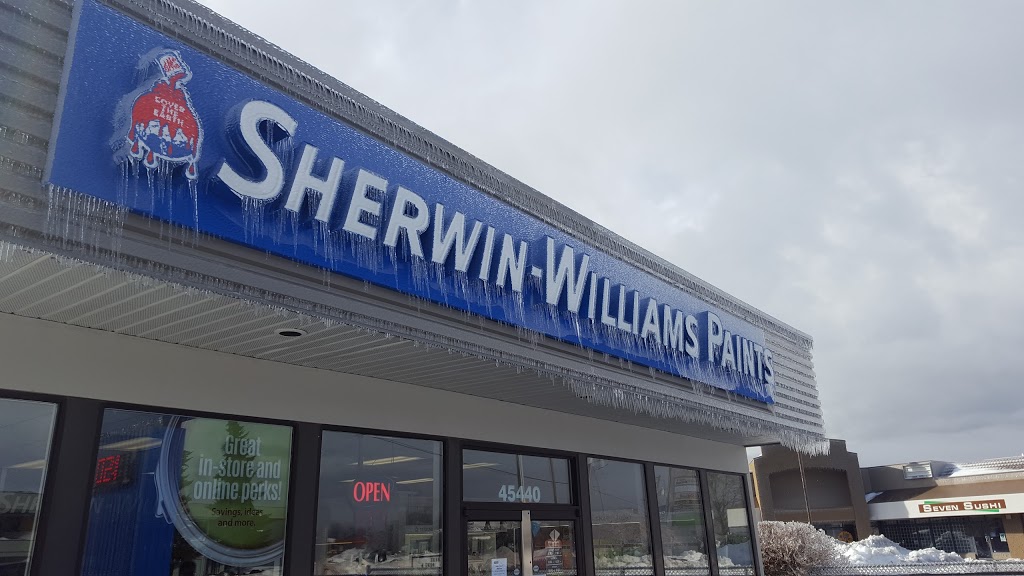 SWP
COVER
THE
EARTH
SHERWIN-WILLIAMS PAINTS
Great
in-store and
online perks!
Savings, ideas
and more.
OPEN
45440
SEVEN SUSHI